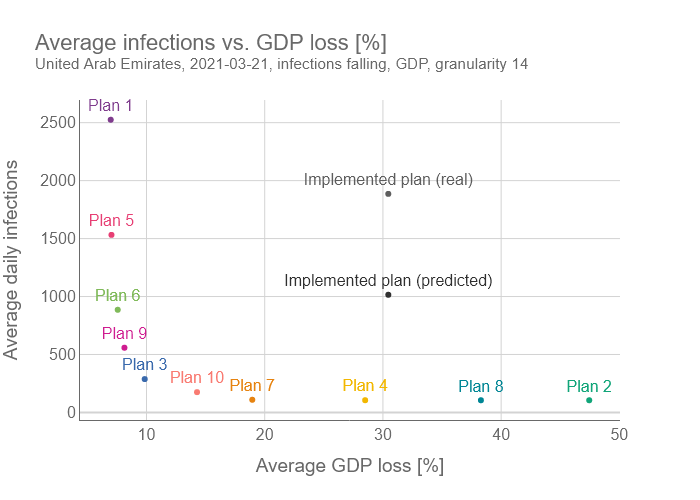 Average infections vs. GDP loss [%]
United Arab Emirates, 2021-03-21, infections falling, GDP, granularity 14
Plan 1
2500
2000
Implemented plan (real)
Plan 5
1500
Implemented plan (predicted)
Plan 6
1000
Plan 9
500
Plan 3
Plan 10
Plan 7
Plan 4
Plan 8
Plan 2
0
10
20
30
40
50
Average daily infections
Average GDP loss [%]